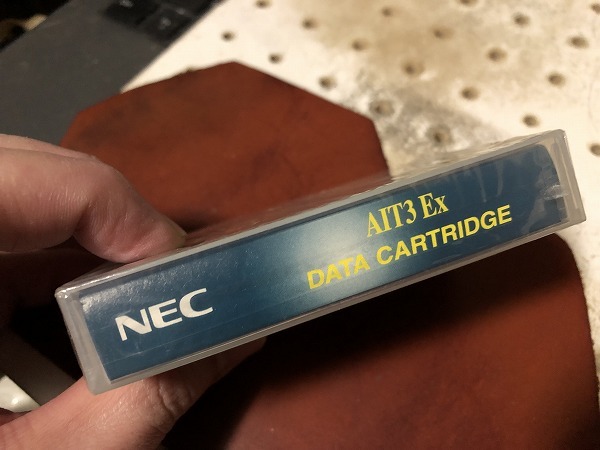 AIT3 Ex
DATA CARTRIDGE
NEC